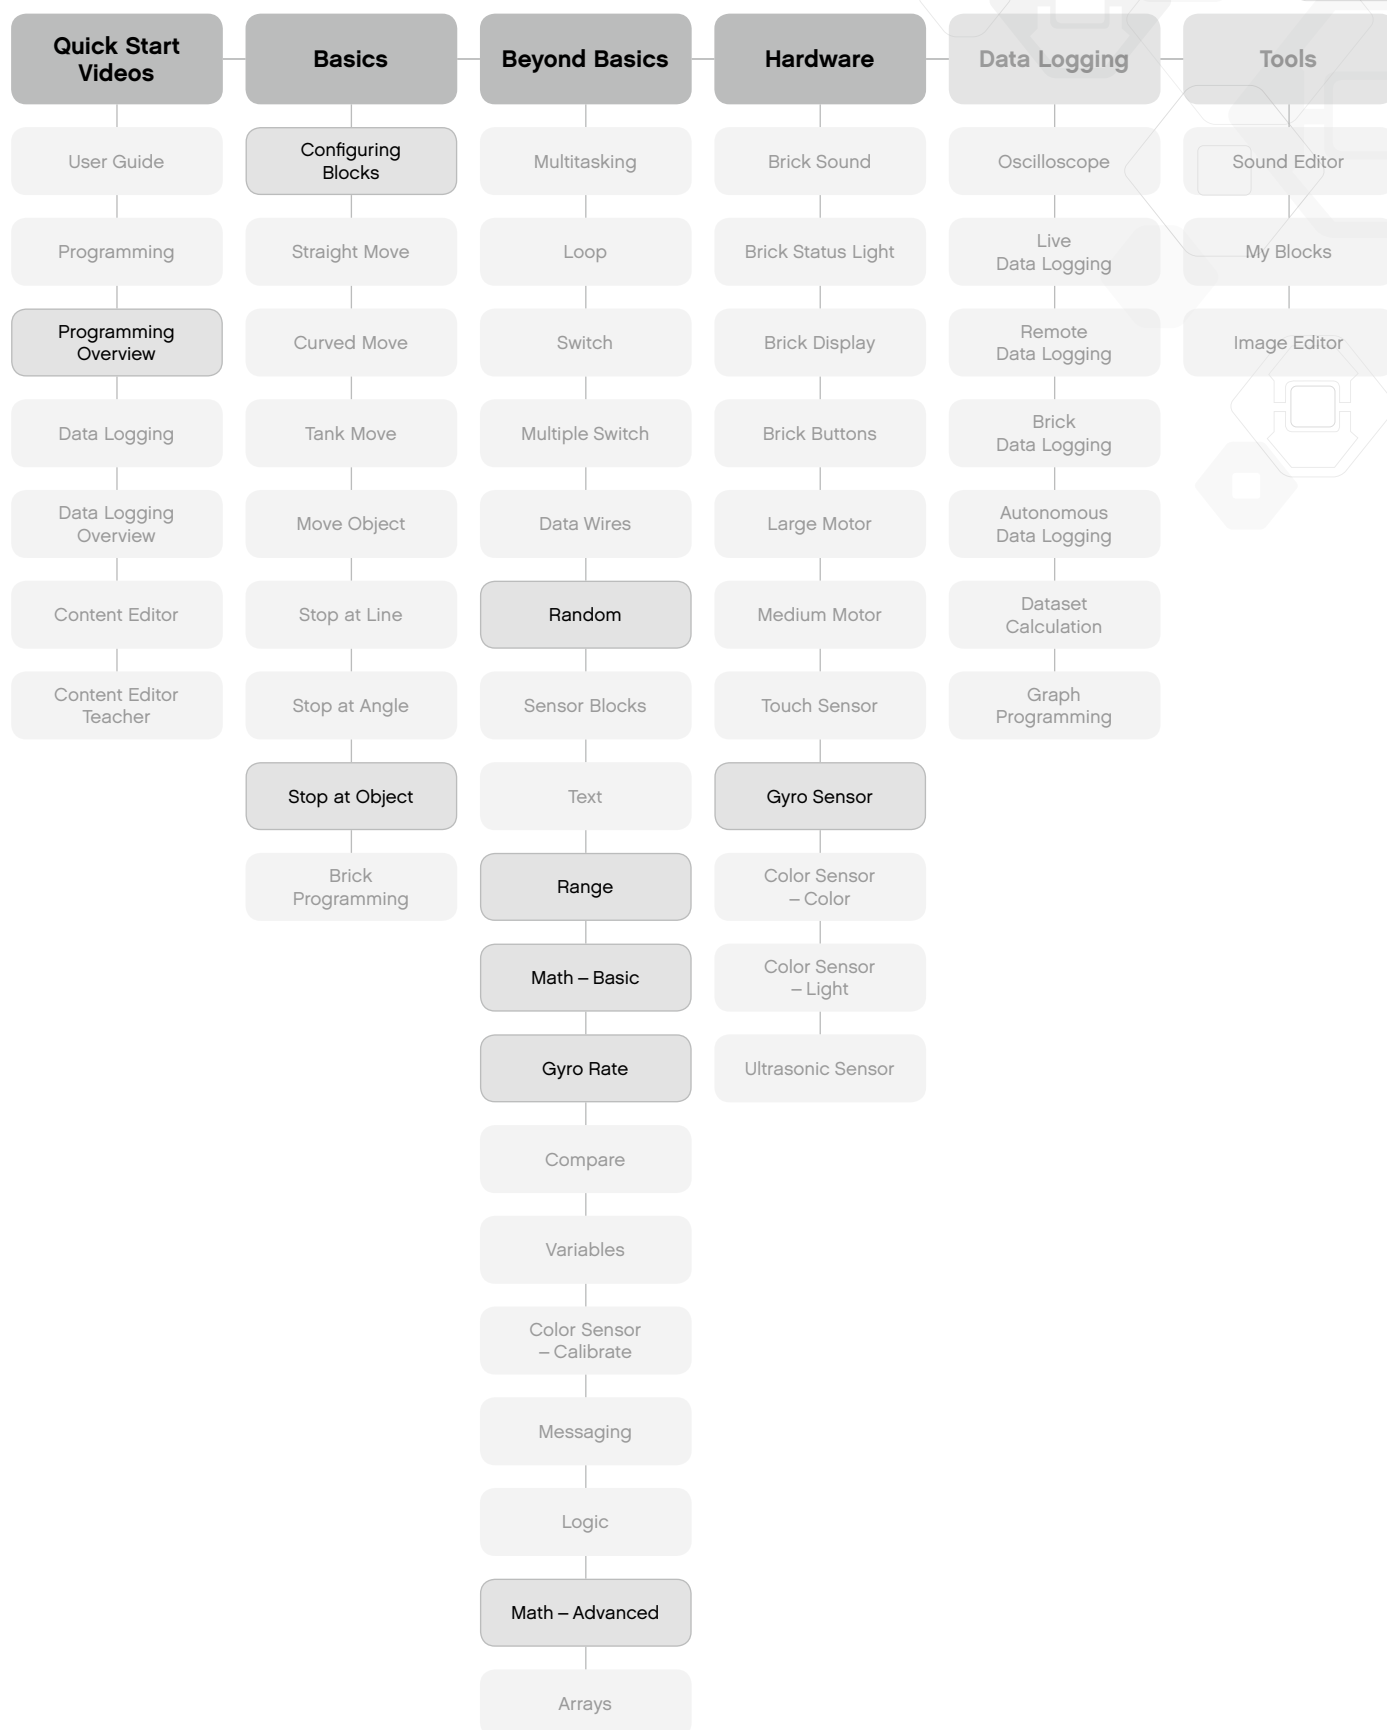 Quick Start
Videos
Basics
Beyond Basics
Hardware
Data Logging
Tools
User Guide
Programming
Programming
Overview
Data Logging
Data Logging
Overview
Content Editor
Content Editor
Teacher
Configuring
Blocks
Straight Move
Curved Move
Tank Move
Move Object
Stop at Line
Stop at Angle
Stop at Object
Brick
Programming
Multitasking
Loop
Switch
Multiple Switch
Data Wires
Random
Sensor Blocks
Text
Range
Math – Basic
Gyro Rate
Compare
Variables
Color Sensor
– Calibrate
Messaging
Logic
Math – Advanced
Arrays
Brick Sound
Brick Status Light
Brick Display
Brick Buttons
Large Motor
Medium Motor
Touch Sensor
Gyro Sensor
Color Sensor
– Color
Color Sensor
– Light
Ultrasonic Sensor
Oscilloscope
Live
Data Logging
Remote
Data Logging
Brick
Data Logging
Autonomous
Data Logging
Dataset
Calculation
Graph
Programming
Sound Editor
My Blocks
Image Editor